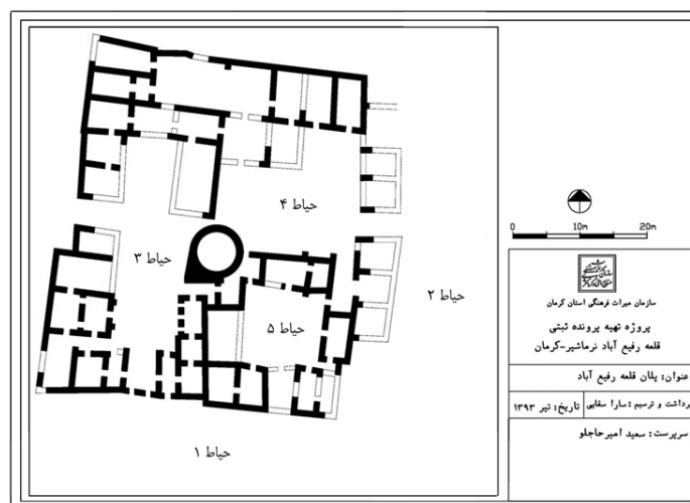 حیاط ۴
حیاط ۳
حیاط ۲
حیاط ۵
حیاط ۱
0 10m 20m
سازمان میراث فرهنگی استان کرمان
پروژه تهیه پرونده ثبتی
قلعه رفیع آباد نرماشیر-کرمان
عنوان: پلان قلعه رفیع آباد
برداشت و ترسیم: سارا سقایی
تاریخ: تیر ۱۳۹۳
سرپرست: سعید امیرحاجلو